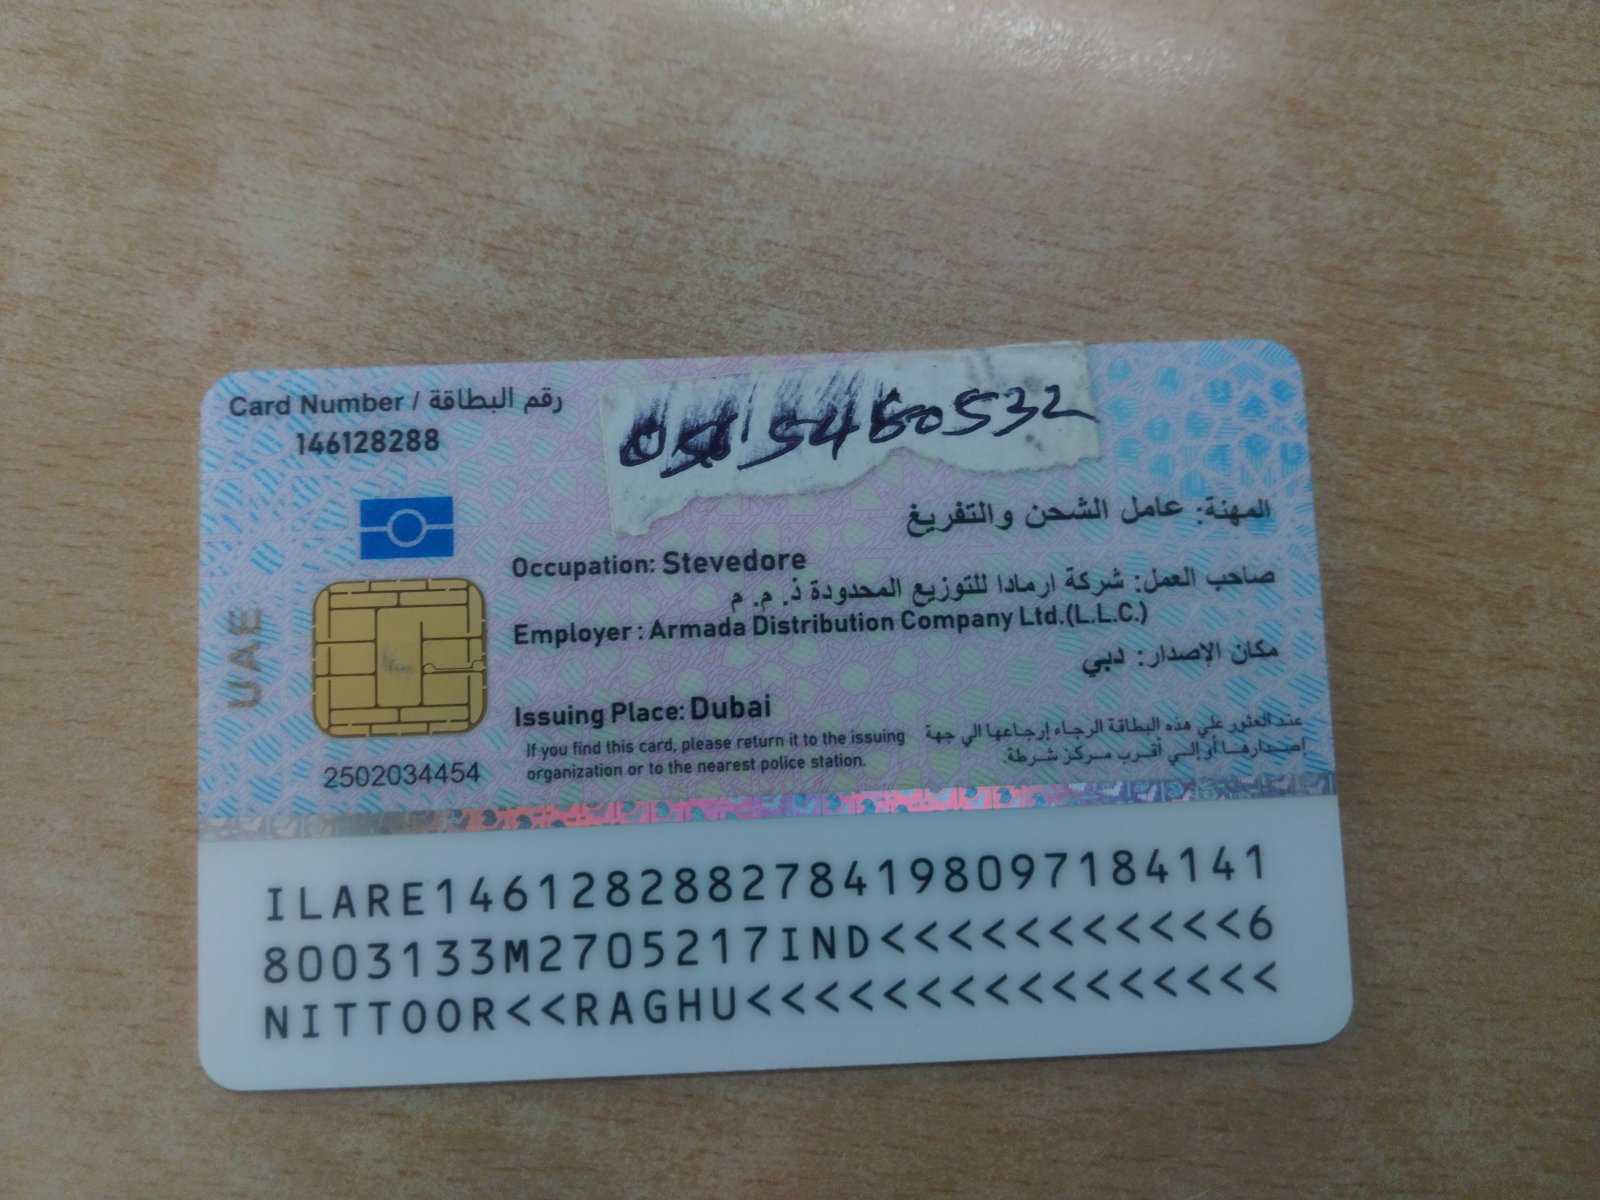 Card Number / رقم البطاقة
146128288
0565460532
المهنة: عامل الشحن والتفريغ
Occupation: Stevedore
صاحب العمل: شركة ارمادا للتوزيع المحدودة ذ. م. م
Employer: Armada Distribution Company Ltd.(L.L.C.)
مكان الإصدار: دبي
Issuing Place: Dubai
If you find this card, please return it to the issuing
organization or to the nearest police station.
عند العثور علي هذه البطاقة الرجاء إرجاعها الي جهة
إصدارها أو إلي أقرب مركز شرطة.
UAE
2502034454
ILARE1461282882784198097184141
8003133M2705217IND<<<<<<<<<<<6
NITTOOR<<RAGHU<<<<<<<<<<<<<<<<